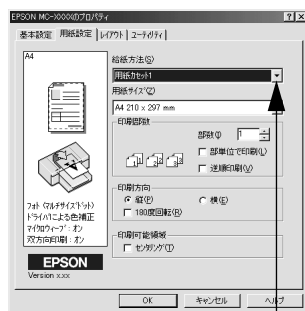 EPSON MC-XXXXのプロパティ
基本設定 用紙設定 レイアウト ユーティリティ
A4
給紙方法(S)
用紙カセット1
用紙サイズ(Z)
A4 210 x 297 mm
印刷部数
部数(I) 1
部単位で印刷(L)
逆順印刷(V)
印刷方向
縦(P) 横(E)
180度回転(R)
印刷可能領域
センタリング(T)
フォト (マルチサイズドット)
ドライバによる色補正
マイクロウィーブ : オン
双方向印刷 : オン
EPSON
Version x.xx
OK キャンセル ヘルプ